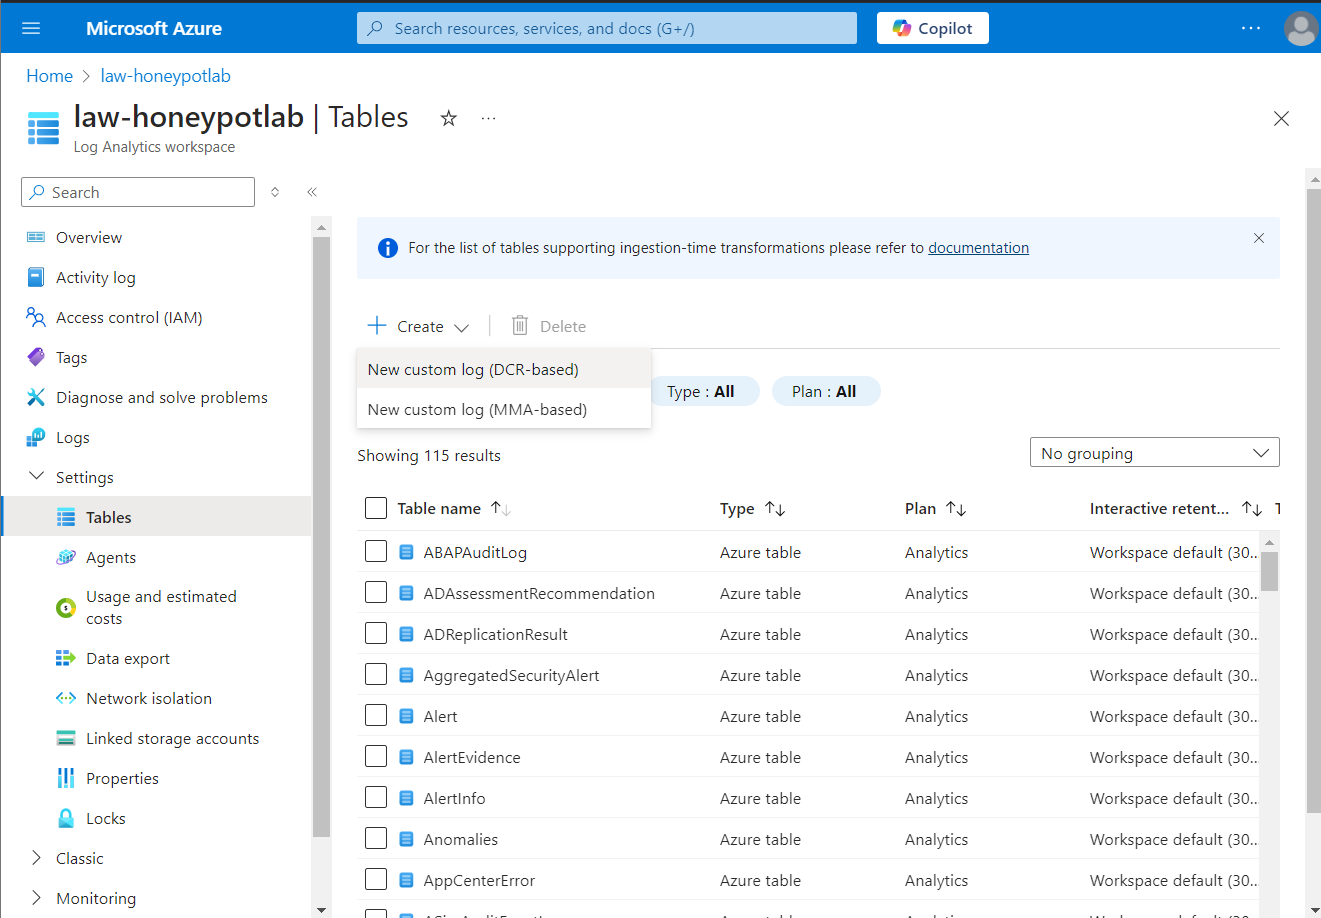 Microsoft Azure
Search resources, services, and docs (G+/)
Copilot
Home > law-honeypotlab
law-honeypotlab | Tables
Log Analytics workspace
Search
Overview
Activity log
Access control (IAM)
Tags
Diagnose and solve problems
Logs
Settings
Tables
Agents
Usage and estimated
costs
Data export
Network isolation
Linked storage accounts
Properties
Locks
Classic
Monitoring
For the list of tables supporting ingestion-time transformations please refer to documentation
Create
Delete
New custom log (DCR-based)
New custom log (MMA-based)
Type : All
Plan : All
Showing 115 results
No grouping
Table name Type Plan Interactive retent...
ABAPAuditLog Azure table Analytics Workspace default (30...
ADAssessmentRecommendation Azure table Analytics Workspace default (30...
ADReplicationResult Azure table Analytics Workspace default (30...
AggregatedSecurityAlert Azure table Analytics Workspace default (30...
Alert Azure table Analytics Workspace default (30...
AlertEvidence Azure table Analytics Workspace default (30...
AlertInfo Azure table Analytics Workspace default (30...
Anomalies Azure table Analytics Workspace default (30...
AppCenterError Azure table Analytics Workspace default (30...